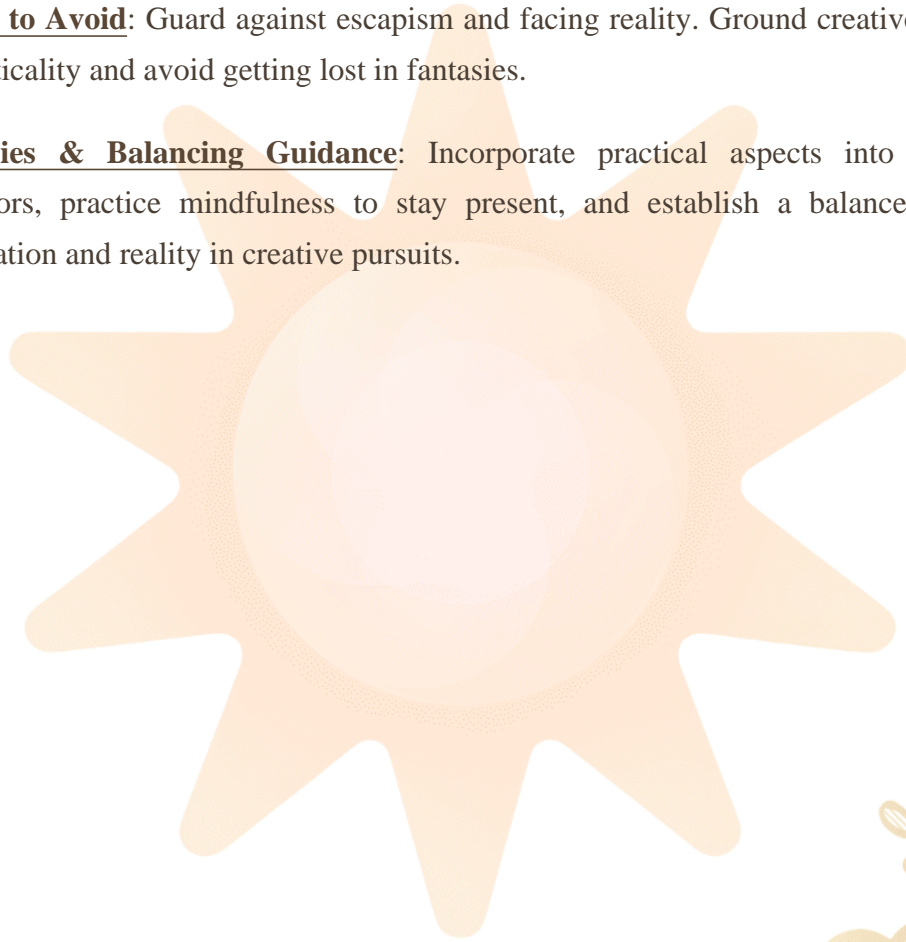 to Avoid: Guard against escapism and facing reality. Ground creative
ticality and avoid getting lost in fantasies.
ies & Balancing Guidance: Incorporate practical aspects into
ors, practice mindfulness to stay present, and establish a balance
ation and reality in creative pursuits.